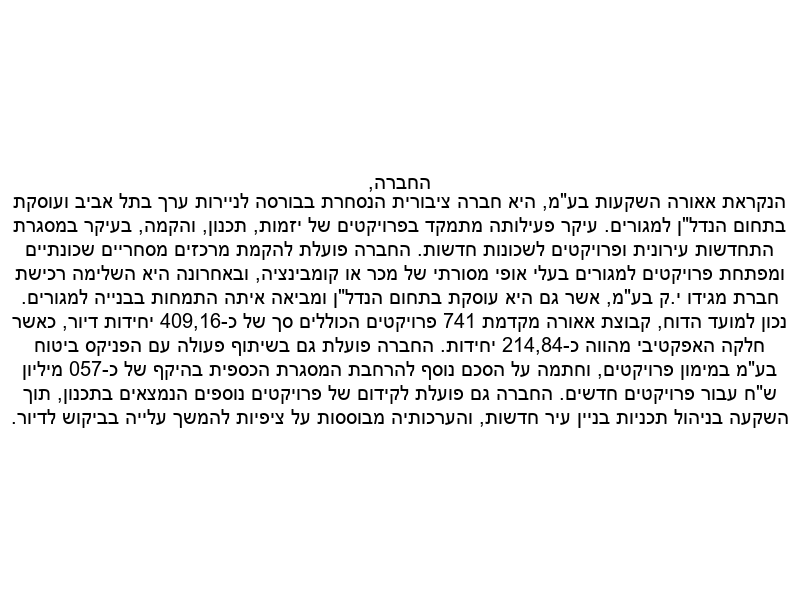 החברה,
הנקראת אאורה השקעות בע"מ, היא חברה ציבורית הנסחרת בבורסה לניירות ערך בתל אביב ועוסקת
בתחום הנדל"ן למגורים. עיקר פעילותה מתמקד בפרויקטים של יזמות, תכנון, והקמה, בעיקר במסגרת
התחדשות עירונית ופרויקטים לשכונות חדשות. החברה פועלת להקמת מרכזים מסחריים שכונתיים
ומפתחת פרויקטים למגורים בעלי אופי מסורתי של מכר או קומבינציה, ובאחרונה היא השלימה רכישת
חברת מגידו י.ק בע"מ, אשר גם היא עוסקת בתחום הנדל"ן ומביאה איתה התמחות בבנייה למגורים.
נכון למועד הדוח, קבוצת אאורה מקדמת 741 פרויקטים הכוללים סך של כ-409,16 יחידות דיור, כאשר
חלקה האפקטיבי מהווה כ-214,84 יחידות. החברה פועלת גם בשיתוף פעולה עם הפניקס ביטוח
בע"מ במימון פרויקטים, וחתמה על הסכם נוסף להרחבת המסגרת הכספית בהיקף של כ-057 מיליון
ש"ח עבור פרויקטים חדשים. החברה גם פועלת לקידום של פרויקטים נוספים הנמצאים בתכנון, תוך
השקעה בניהול תכניות בניין עיר חדשות, והערכותיה מבוססות על ציפיות להמשך עלייה בביקוש לדיור.